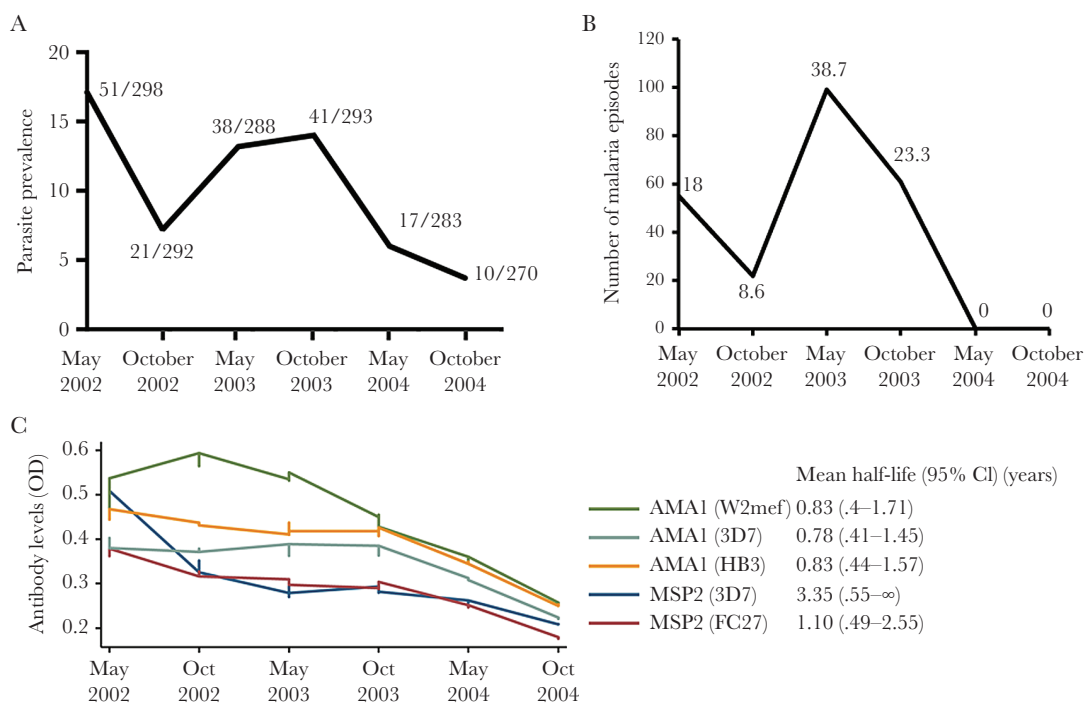 A
Parasite prevalence
20
15
10
5
0
51/298
21/292
38/288
41/293
17/283
10/270
May 2002
October 2002
May 2003
October 2003
May 2004
October 2004
B
Number of malaria episodes
120
100
80
60
40
20
0
18
8.6
38.7
23.3
0
0
May 2002
October 2002
May 2003
October 2003
May 2004
October 2004
C
Antibody levels (OD)
0.6
0.5
0.4
0.3
0.2
May 2002
Oct 2002
May 2003
Oct 2003
May 2004
Oct 2004
Mean half-life (95% Cl) (years)
AMA1 (W2mef) 0.83 (.4–1.71)
AMA1 (3D7) 0.78 (.41–1.45)
AMA1 (HB3) 0.83 (.44–1.57)
MSP2 (3D7) 3.35 (.55–∞)
MSP2 (FC27) 1.10 (.49–2.55)